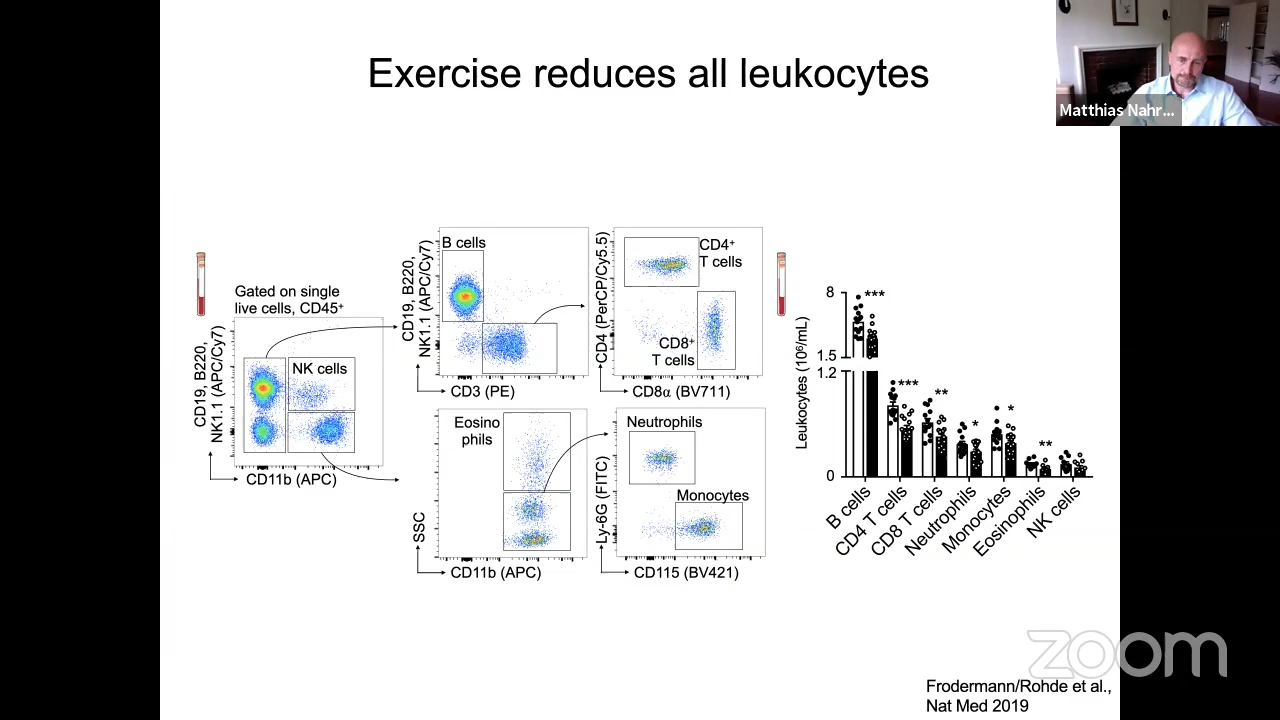 Exercise reduces all leukocytes
Matthias Nahr...
Gated on single
live cells, CD45⁺
CD19, B220,
NK1.1 (APC/Cy7)
NK cells
CD11b (APC)
CD19, B220,
NK1.1 (APC/Cy7)
B cells
CD3 (PE)
CD4 (PerCP/Cy5.5)
CD4⁺
T cells
CD8⁺
T cells
CD8α (BV711)
SSC
Eosino
phils
CD11b (APC)
Ly-6G (FITC)
Neutrophils
Monocytes
CD115 (BV421)
Leukocytes (10⁶/mL)
8
1.5
1.2
0
***
***
**
*
*
**
B cells
CD4 T cells
CD8 T cells
Neutrophils
Monocytes
Eosinophils
NK cells
zoom
Frodermann/Rohde et al.,
Nat Med 2019